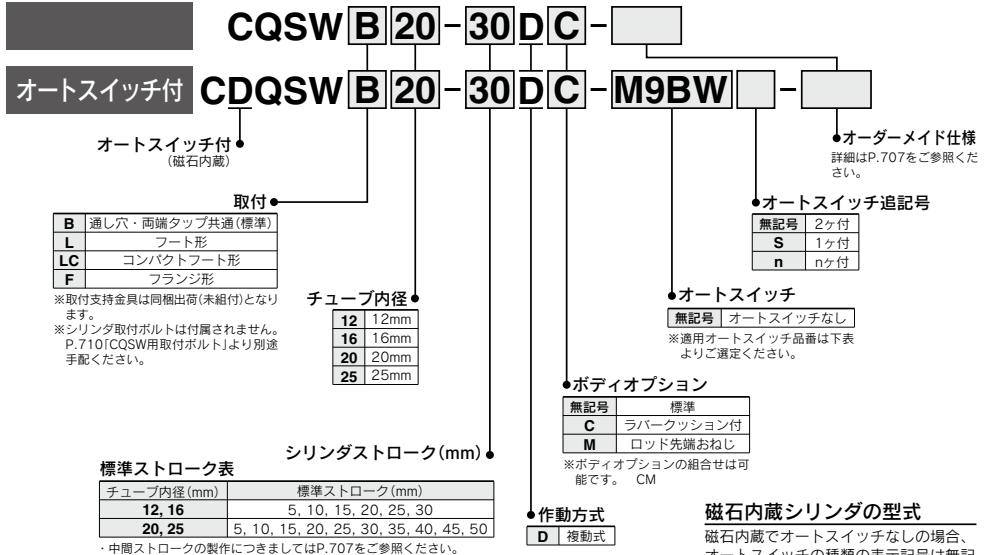 CQSW B 20-30 D C-
オートスイッチ付 CDQSW B 20-30 D C-M9BW -
オートスイッチ付
(磁石内蔵)
取付
B 通し穴・両端タップ共通(標準)
L フート形
LC コンパクトフート形
F フランジ形
※取付支持金具は同梱出荷(未組付)となり
ます。
※シリンダ取付ボルトは付属されません。
P.710「CQSW用取付ボルト」より別途
手配ください。
チューブ内径
12 12mm
16 16mm
20 20mm
25 25mm
シリンダストローク(mm)
標準ストローク表
チューブ内径(mm) 標準ストローク(mm)
12, 16 5, 10, 15, 20, 25, 30
20, 25 5, 10, 15, 20, 25, 30, 35, 40, 45, 50
・中間ストロークの製作につきましてはP.707をご参照ください。
作動方式
D 複動式
ボディオプション
無記号 標準
C ラバークッション付
M ロッド先端おねじ
※ボディオプションの組合せは可
能です。 CM
オートスイッチ
無記号 オートスイッチなし
※適用オートスイッチ品番は下表
よりご選定ください。
オートスイッチ追記号
無記号 2ヶ付
S 1ヶ付
n nヶ付
オーダーメイド仕様
詳細はP.707をご参照くだ
さい。
磁石内蔵シリンダの型式
磁石内蔵でオートスイッチなしの場合、
オートスイッチの種類の表示記号は無記